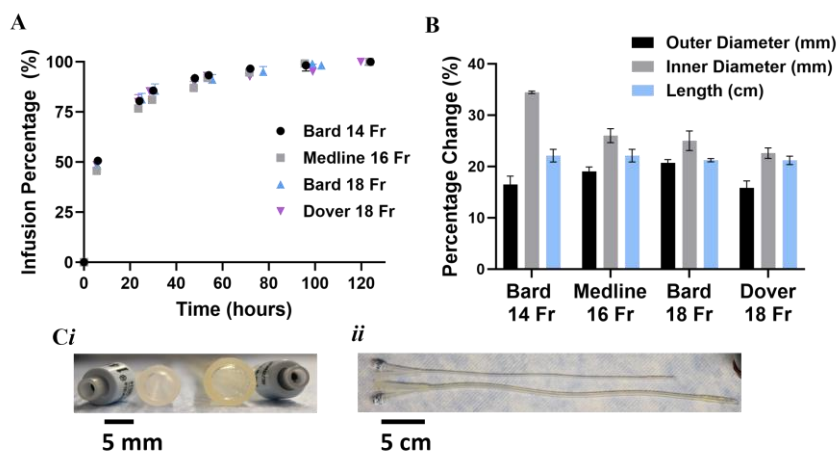 A
Infusion Percentage (%)
100
75
50
25
0
0 20 40 60 80 100 120
Time (hours)
Bard 14 Fr
Medline 16 Fr
Bard 18 Fr
Dover 18 Fr
B
Percentage Change (%)
40
30
20
10
0
Outer Diameter (mm)
Inner Diameter (mm)
Length (cm)
Bard Medline Bard Dover
14 Fr 16 Fr 18 Fr 18 Fr
Ci
5 mm
ii
5 cm